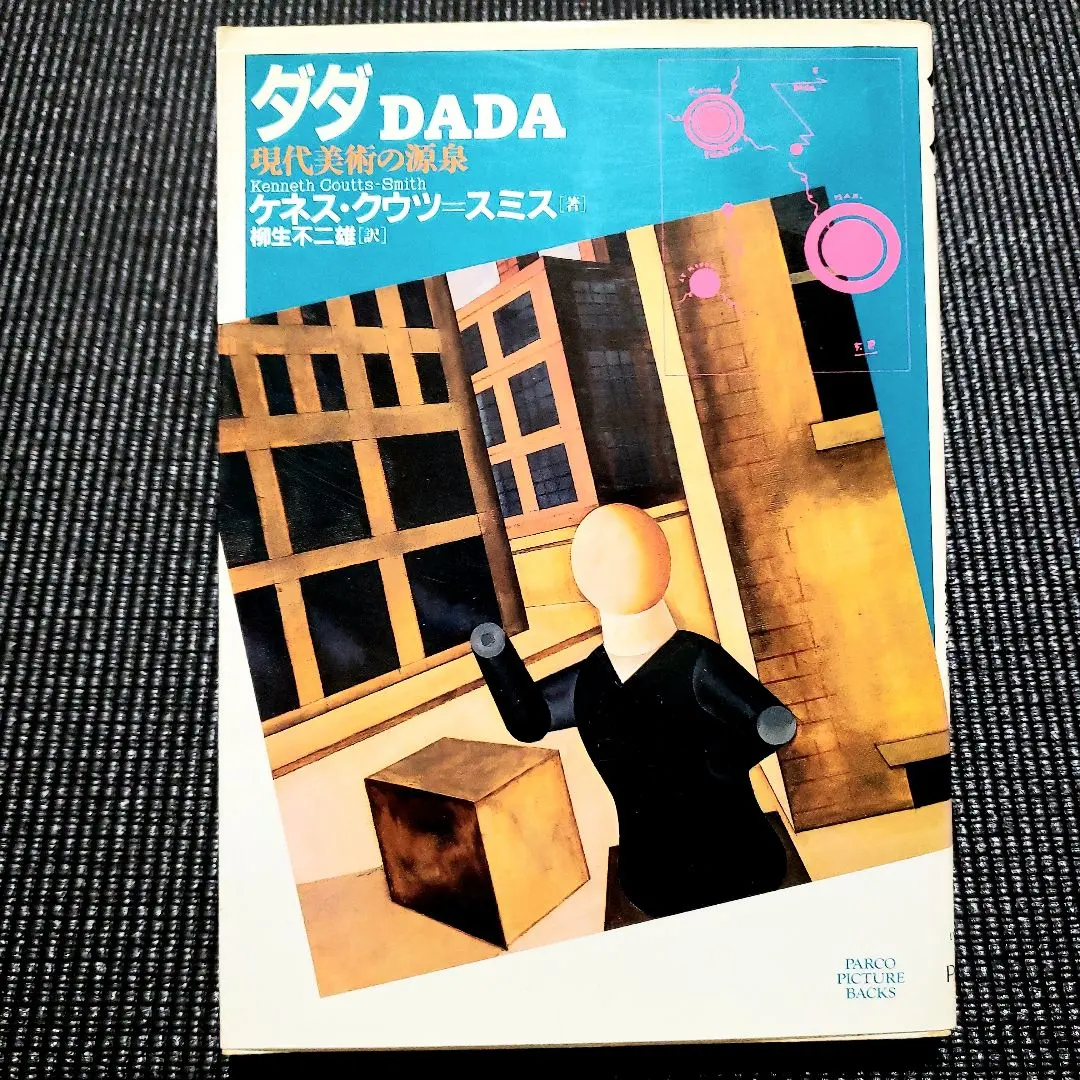 ダダ DADA
現代美術の源泉
Kenneth Coutts-Smith
ケネス・クウツ=スミス[著]
柳生不二雄[訳]
PARCO
PICTURE
BACKS